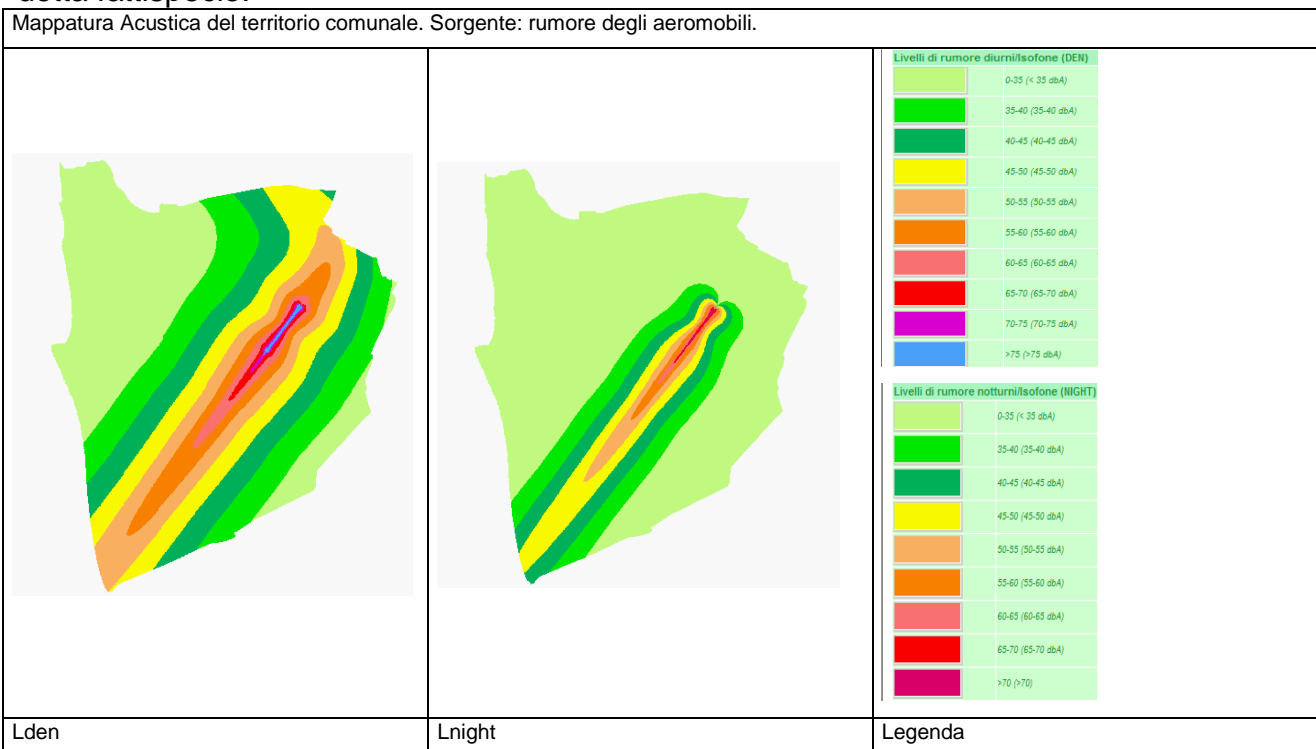 detta fattispecie.
Mappatura Acustica del territorio comunale. Sorgente: rumore degli aeromobili.
Livelli di rumore diurni/Isofone (DEN)
0-35 (< 35 dbA)
35-40 (35-40 dbA)
40-45 (40-45 dbA)
45-50 (45-50 dbA)
50-55 (50-55 dbA)
55-60 (55-60 dbA)
60-65 (60-65 dbA)
65-70 (65-70 dbA)
70-75 (70-75 dbA)
>75 (>75 dbA)
Livelli di rumore notturni/Isofone (NIGHT)
0-35 (< 35 dbA)
35-40 (35-40 dbA)
40-45 (40-45 dbA)
45-50 (45-50 dbA)
50-55 (50-55 dbA)
55-60 (55-60 dbA)
60-65 (60-65 dbA)
65-70 (65-70 dbA)
>70 (>70)
Lden
Lnight
Legenda